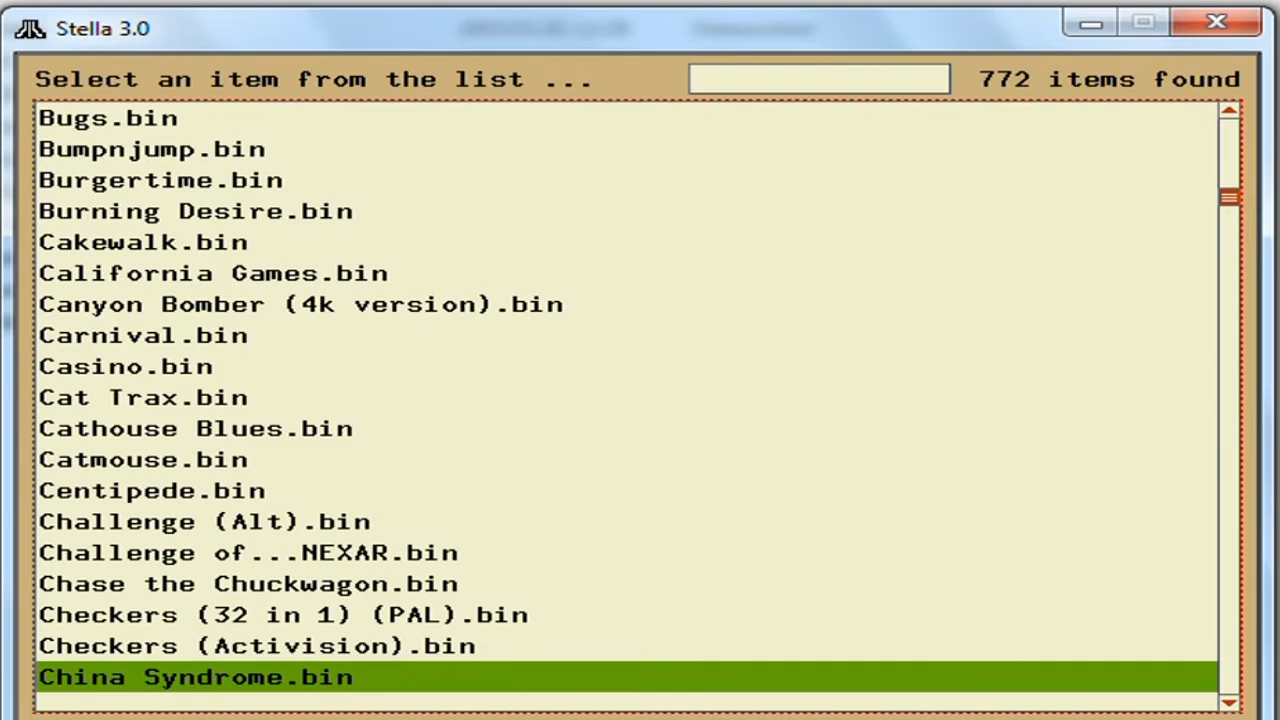 Stella 3.0
Select an item from the list ... 772 items found
Bugs.bin
Bumpnjump.bin
Burgertime.bin
Burning Desire.bin
Cakewalk.bin
California Games.bin
Canyon Bomber (4k version).bin
Carnival.bin
Casino.bin
Cat Trax.bin
Cathouse Blues.bin
Catmouse.bin
Centipede.bin
Challenge (Alt).bin
Challenge of...NEXAR.bin
Chase the Chuckwagon.bin
Checkers (32 in 1) (PAL).bin
Checkers (Activision).bin
China Syndrome.bin